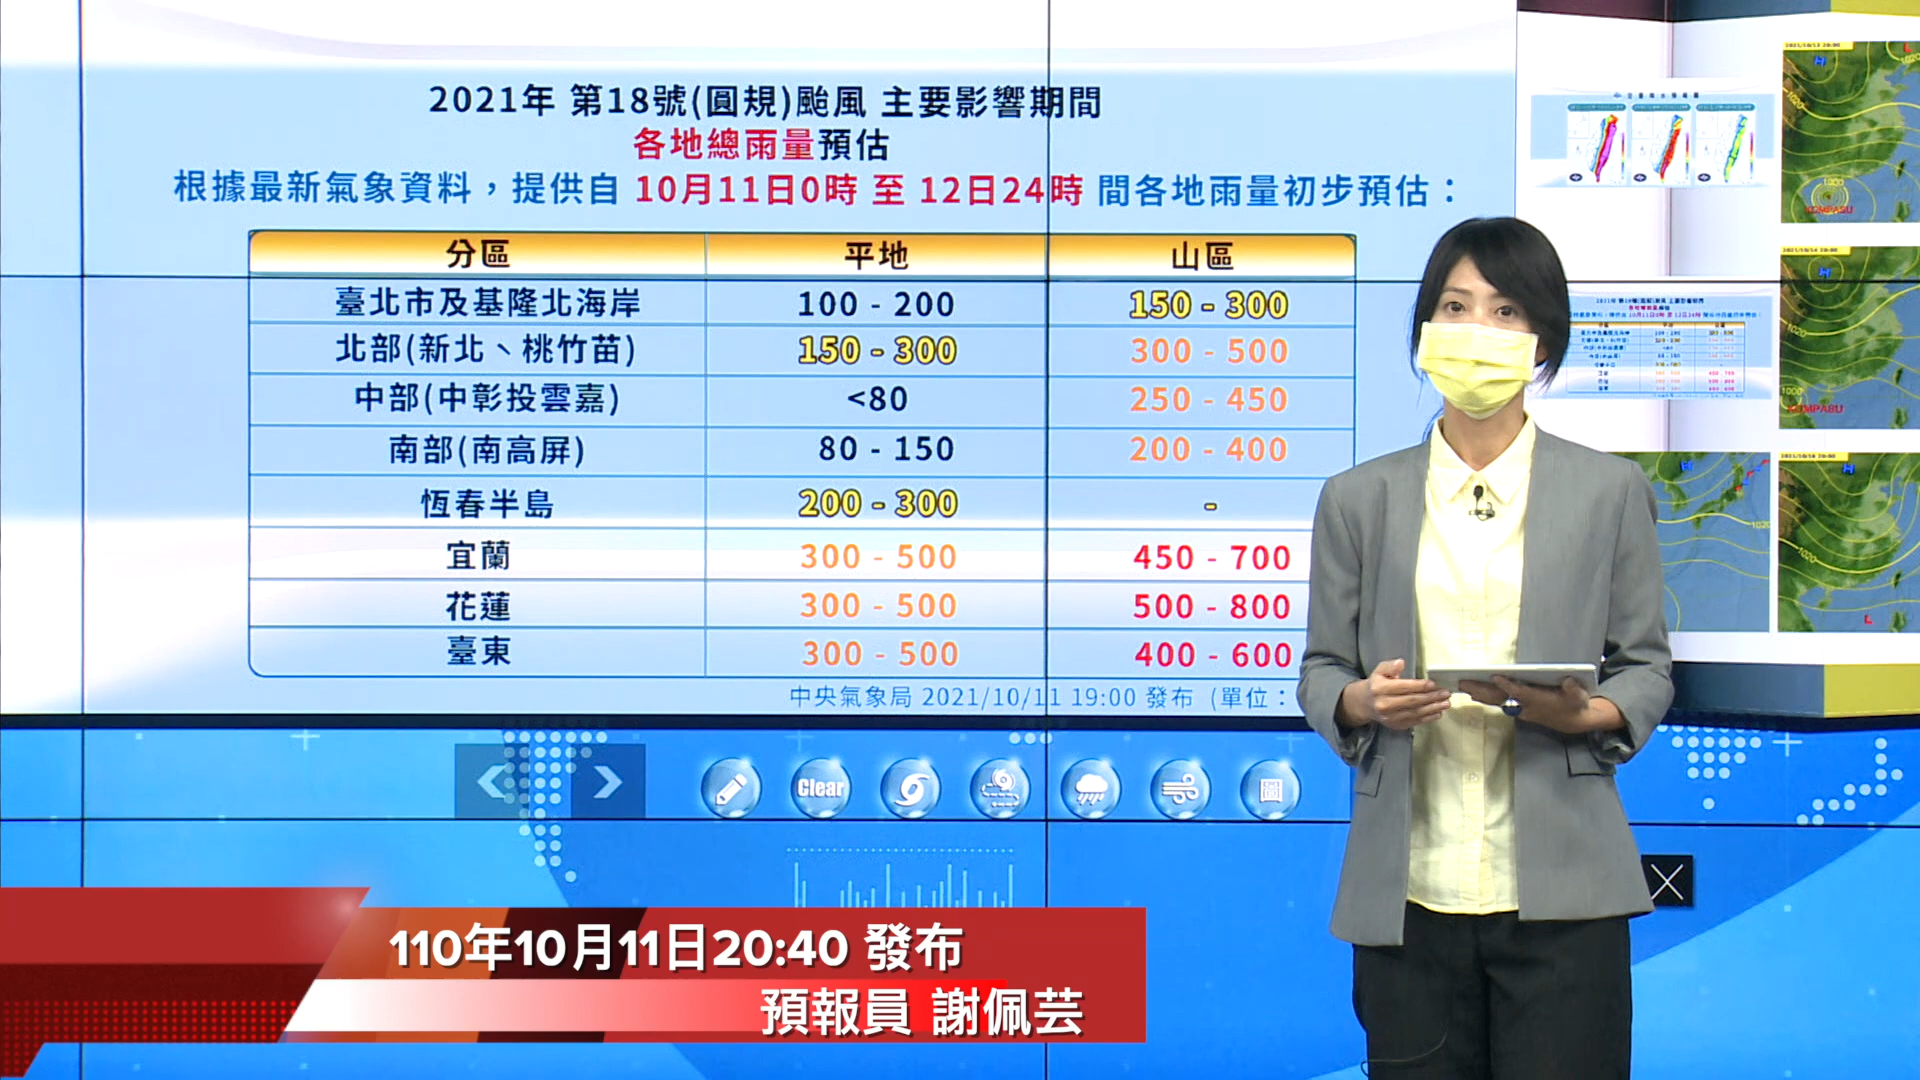 2021年 第18號(圓規)颱風 主要影響期間
各地總雨量預估
根據最新氣象資料，提供自 10月11日0時 至 12日24時 間各地雨量初步預估：
分區 平地 山區
臺北市及基隆北海岸 100 - 200 150 - 300
北部(新北、桃竹苗) 150 - 300 300 - 500
中部(中彰投雲嘉) <80 250 - 450
南部(南高屏) 80 - 150 200 - 400
恆春半島 200 - 300 -
宜蘭 300 - 500 450 - 700
花蓮 300 - 500 500 - 800
臺東 300 - 500 400 - 600
中央氣象局 2021/10/11 19:00 發布 (單位：
Clear
110年10月11日20:40 發布
預報員 謝佩芸